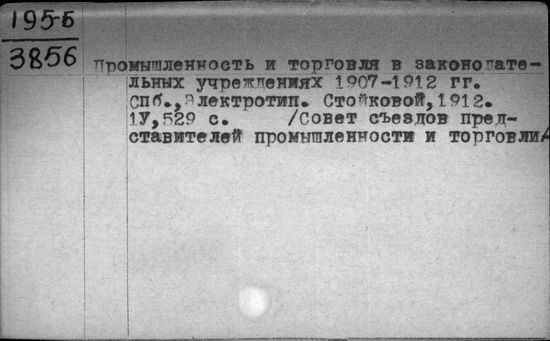 195Б
3856
Промышленность и торговля в законодате-
льных учреждениях 1907-1912 гг.
Спб.,Электротип. Стойковой,1912.
1У,529 с. /Совет съездов пред-
ставителей промышленности и торговли